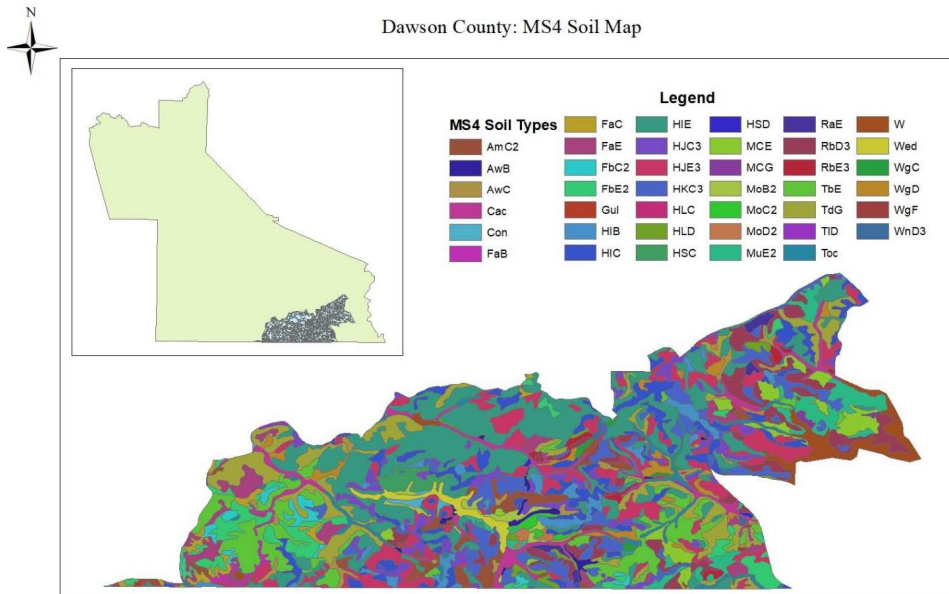 N
Dawson County: MS4 Soil Map
Legend
MS4 Soil Types
AmC2
AwB
AwC
Cac
Con
FaB
FaC
FaE
FbC2
FbE2
Gul
HIB
HIC
HIE
HJC3
HJE3
HKC3
HLC
HLD
HSC
HSD
MCE
MCG
MoB2
MoC2
MoD2
MuE2
RaE
RbD3
RbE3
TbE
TdG
TID
Toc
W
Wed
WgC
WgD
WgF
WnD3